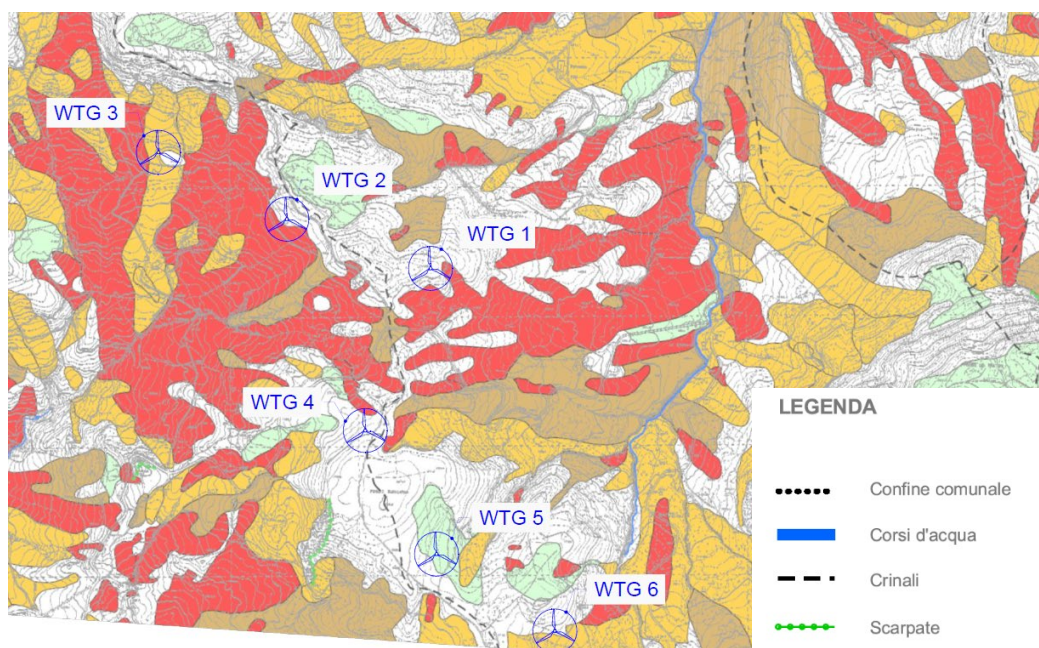 WTG 3
WTG 2
WTG 1
WTG 4
WTG 5
WTG 6
LEGENDA
Confine comunale
Corsi d'acqua
Crinali
Scarpate